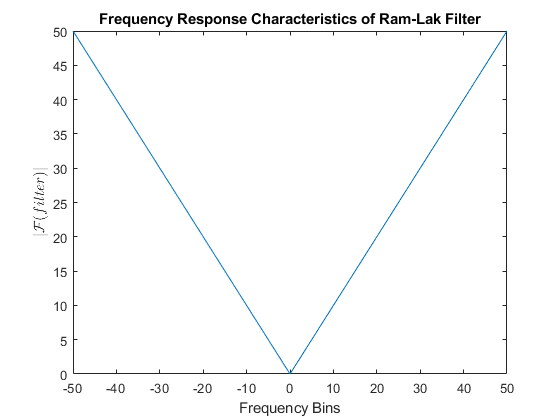 Frequency Response Characteristics of Ram-Lak Filter
50
45
40
35
30
25
20
15
10
5
0
|ℱ(filter)|
-50 -40 -30 -20 -10 0 10 20 30 40 50
Frequency Bins